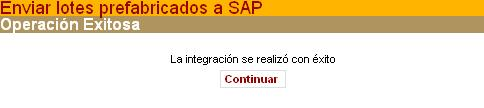 Enviar lotes prefabricados a SAP
Operación Exitosa
La integración se realizó con éxito
Continuar